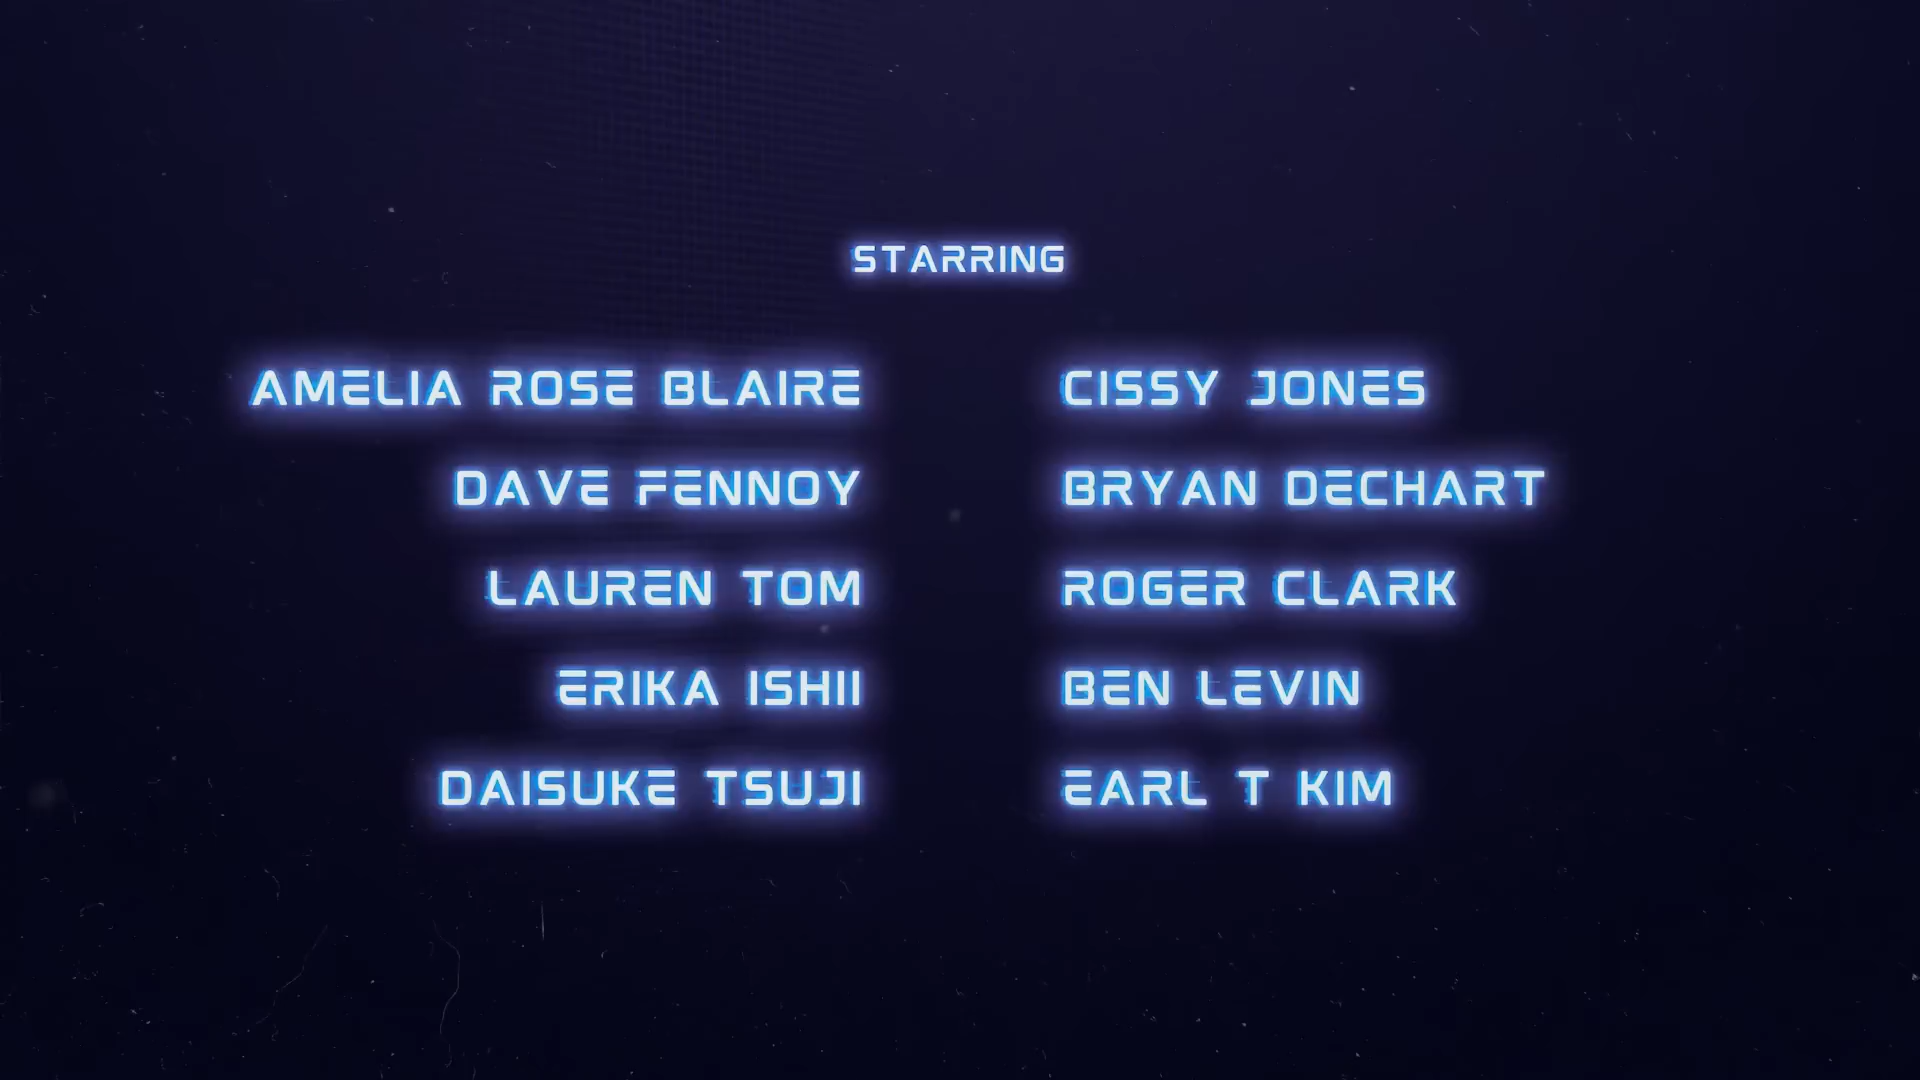 STARRING
AMELIA ROSE BLAIRE
CISSY JONES
DAVE FENNOY
BRYAN DECHART
LAUREN TOM
ROGER CLARK
ERIKA ISHII
BEN LEVIN
DAISUKE TSUJI
EARL T KIM